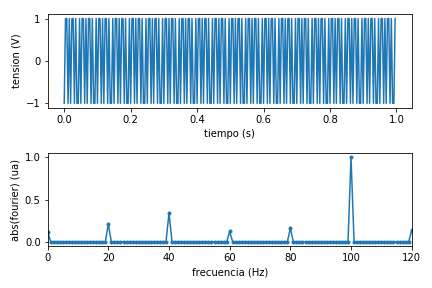 1
0
−1
tension (V)
0.0 0.2 0.4 0.6 0.8 1.0
tiempo (s)
1.0
0.5
0.0
abs(fourier) (ua)
0 20 40 60 80 100 120
frecuencia (Hz)